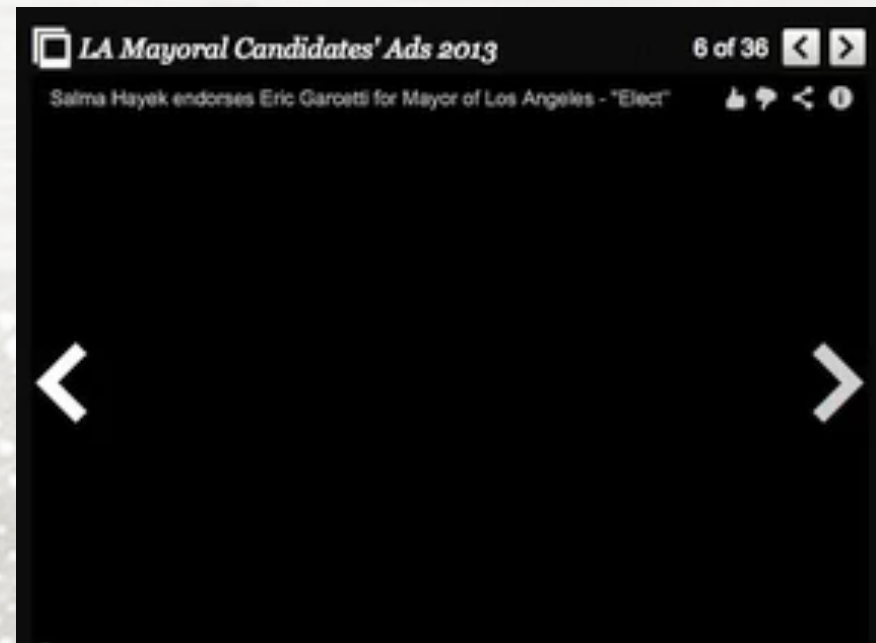 LA Mayoral Candidates' Ads 2013 6 of 36
Salma Hayek endorses Eric Garcetti for Mayor of Los Angeles - "Elect"